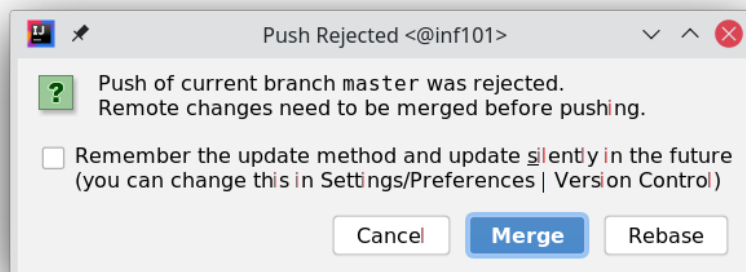 IJ
Push Rejected <@inf101>
?
Push of current branch master was rejected.
Remote changes need to be merged before pushing.
Remember the update method and update silently in the future
(you can change this in Settings/Preferences | Version Control)
Cancel
Merge
Rebase